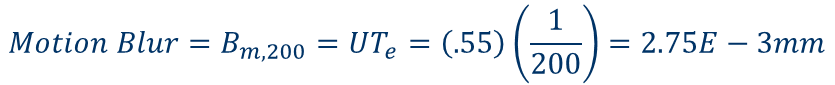 Motion Blur = B_{m,200} = UT_e = (.55) (1/200) = 2.75E − 3mm